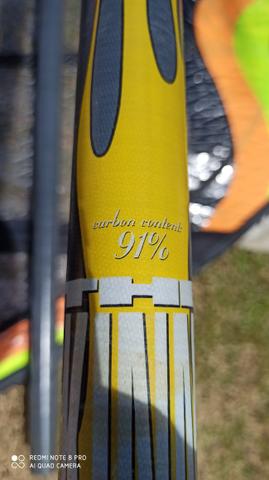 carbon content
91%
REDMI NOTE 8 PRO
AI QUAD CAMERA